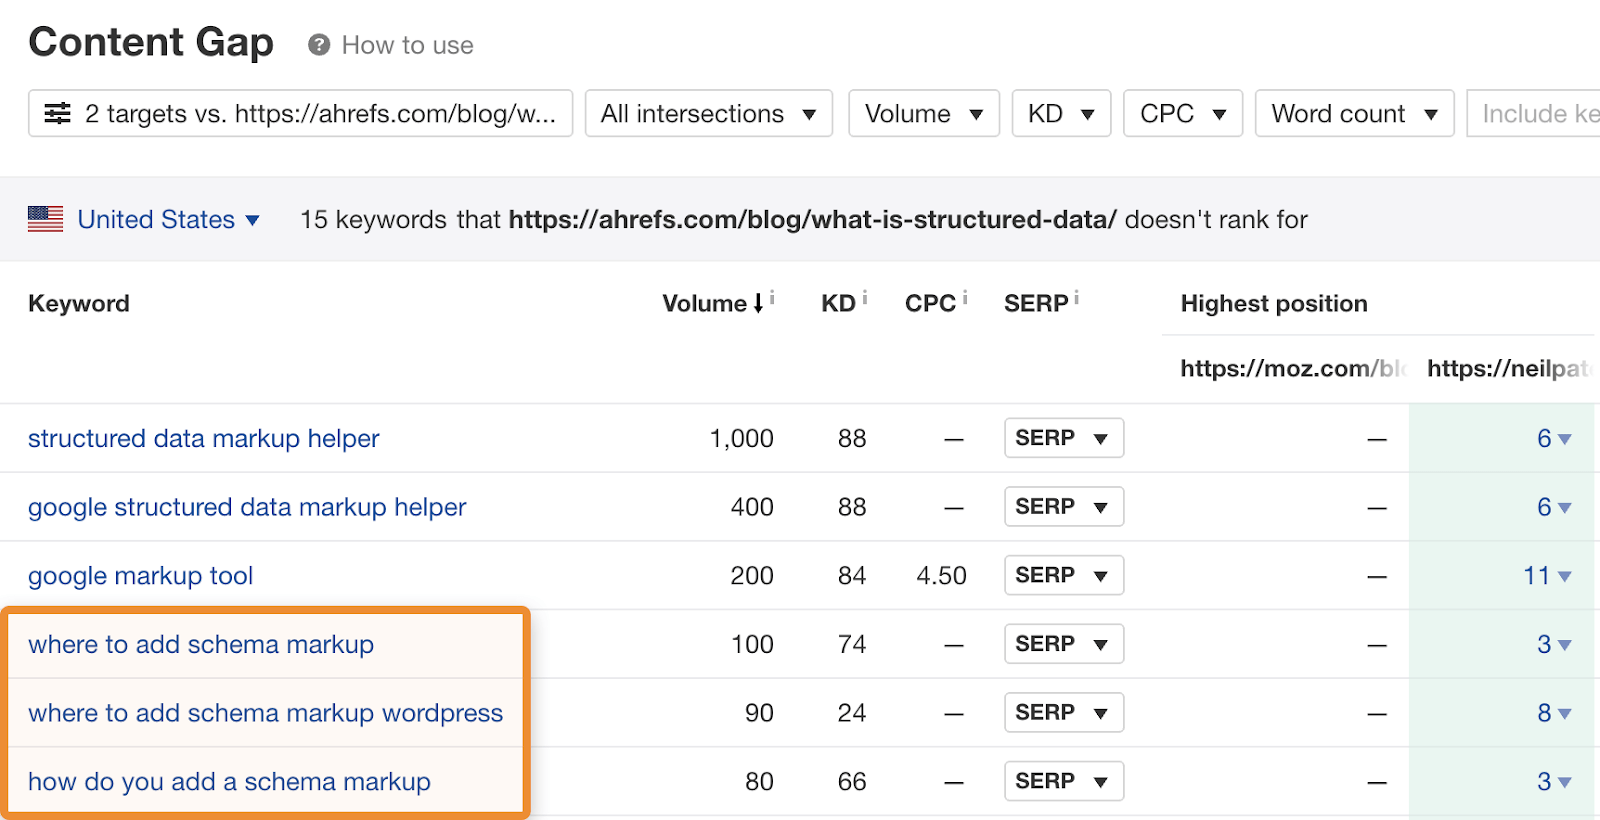 Content Gap ? How to use
2 targets vs. https://ahrefs.com/blog/w... All intersections Volume KD CPC Word count Include ke
United States 15 keywords that https://ahrefs.com/blog/what-is-structured-data/ doesn't rank for
Keyword Volume i KD i CPC i SERP i Highest position
https://moz.com/blo https://neilpat
structured data markup helper 1,000 88 — SERP — 6
google structured data markup helper 400 88 — SERP — 6
google markup tool 200 84 4.50 SERP — 11
where to add schema markup 100 74 — SERP — 3
where to add schema markup wordpress 90 24 — SERP — 8
how do you add a schema markup 80 66 — SERP — 3